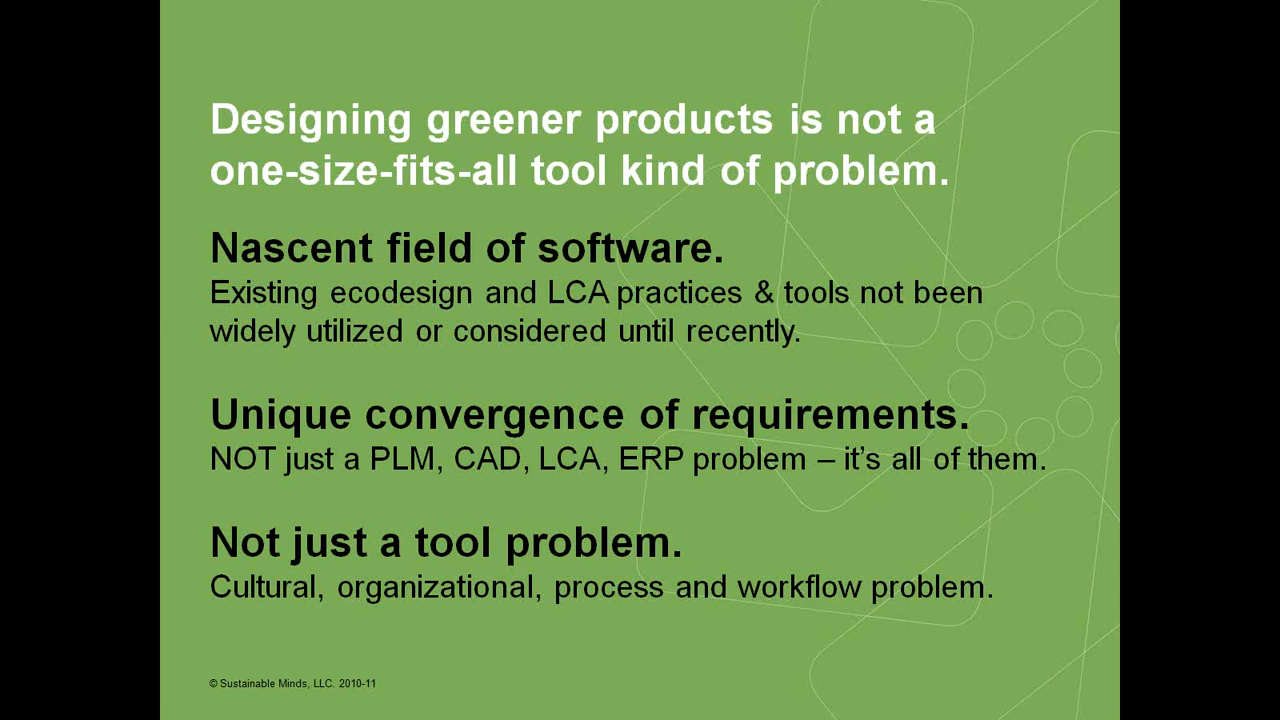 Designing greener products is not a
one-size-fits-all tool kind of problem.
Nascent field of software.
Existing ecodesign and LCA practices & tools not been
widely utilized or considered until recently.
Unique convergence of requirements.
NOT just a PLM, CAD, LCA, ERP problem – it’s all of them.
Not just a tool problem.
Cultural, organizational, process and workflow problem.
© Sustainable Minds, LLC. 2010-11